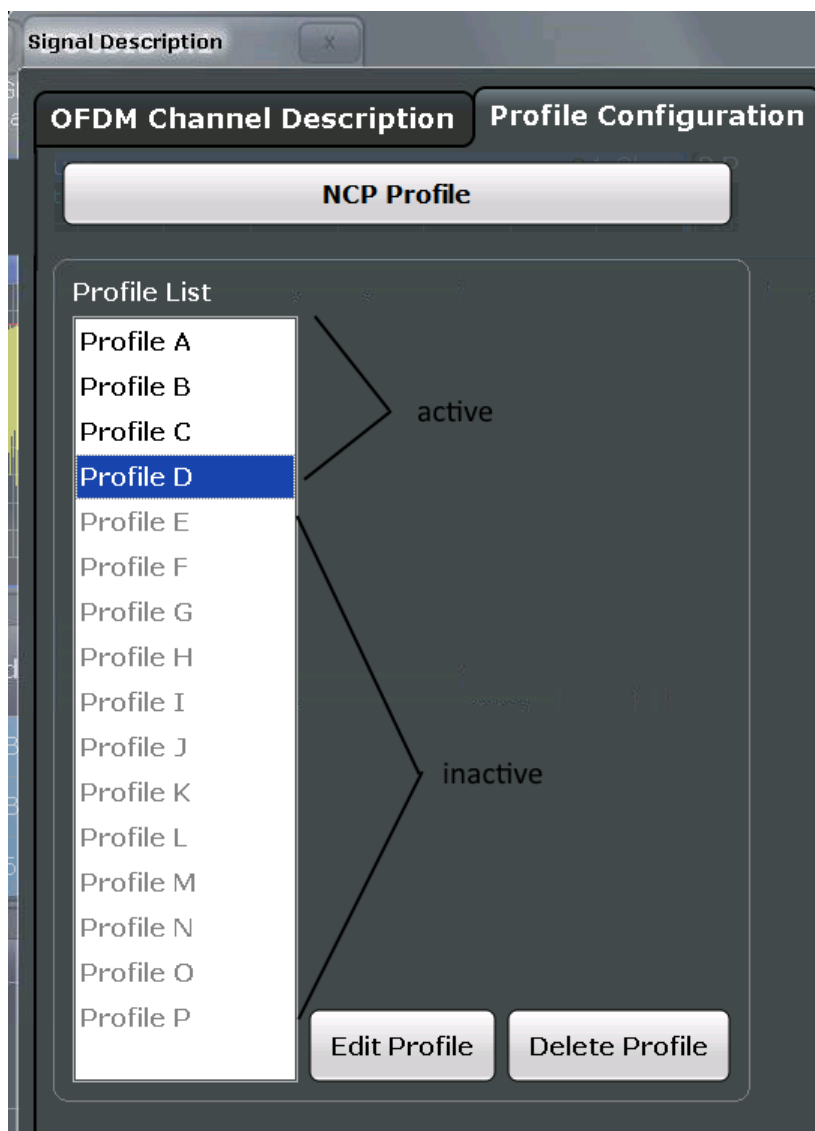 Signal Description
x
OFDM Channel Description
Profile Configuration
NCP Profile
Profile List
Profile A
Profile B
Profile C
active
Profile D
Profile E
Profile F
Profile G
Profile H
Profile I
Profile J
Profile K
inactive
Profile L
Profile M
Profile N
Profile O
Profile P
Edit Profile
Delete Profile